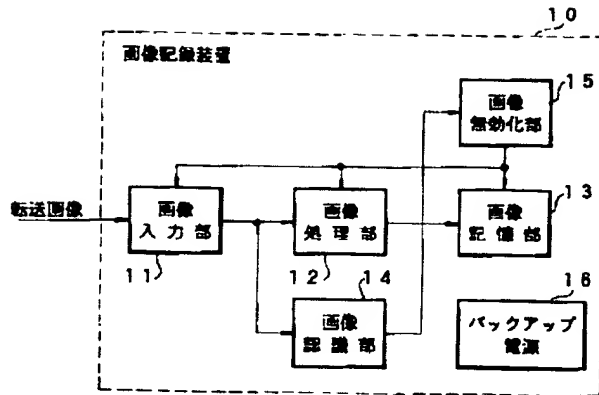 10
画像記録装置
15
画像
無効化部
転送画像
画像
入力部
11
画像
処理部
12
画像
記憶部
13
14
画像
認識部
16
バックアップ
電源